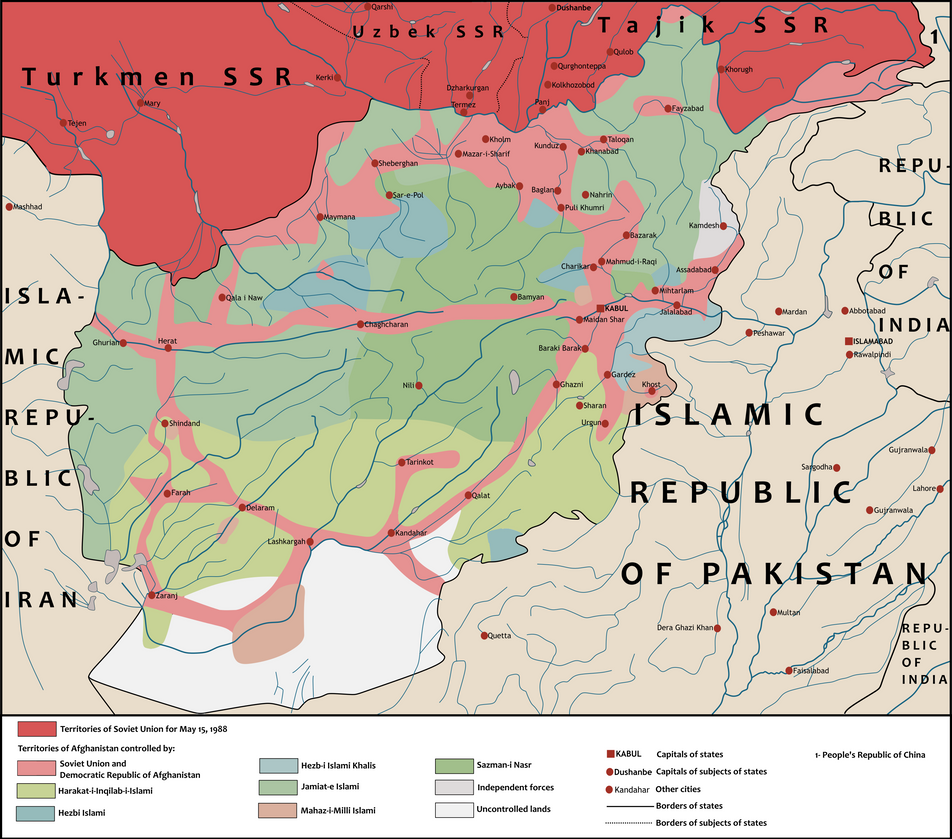 Qarshi
Dushanbe
Uzbek SSR
Tajik SSR
1
Turkmen SSR
Kerki
Qulob
Qurghonteppa
Khorugh
Dzharkurgan
Kolkhozobod
Mary
Termez
Panj
Fayzabad
Tejen
Kholm
Taloqan
Kunduz
Khanabad
Mazar-i-Sharif
Sheberghan
REPU-
BLIC
OF
INDIA
Aybak
Baglan
Nahrin
Sar-e-Pol
Puli Khumri
Mashhad
Maymana
Kamdesh
Bazarak
Mahmud-i-Raqi
Charikar
Assadabad
Mihtarlam
Qala i Naw
Bamyan
KABUL
Jalalabad
Mardan
Abbotabad
ISLA-
MIC
REPU-
BLIC
OF
IRAN
Maidan Shar
Chaghcharan
Peshawar
ISLAMABAD
Rawalpindi
Ghurian
Herat
Baraki Barak
Gardez
Khost
Nili
Ghazni
Sharan
Urgun
ISLAMIC
REPUBLIC
OF PAKISTAN
Shindand
Gujranwala
Tarinkot
Sargodha
Farah
Qalat
Lahore
Delaram
Gujranwala
Kandahar
Lashkargah
Zaranj
Multan
Dera Ghazi Khan
Quetta
Faisalabad
REPU-
BLIC
OF
INDIA
Territories of Soviet Union for May 15, 1988
Territories of Afghanistan controlled by:
Soviet Union and
Democratic Republic of Afghanistan
Harakat-i-Inqilab-i-Islami
Hezbi Islami
Hezb-i Islami Khalis
Jamiat-e Islami
Mahaz-i-Milli Islami
Sazman-i Nasr
Independent forces
Uncontrolled lands
KABUL Capitals of states
Dushanbe Capitals of subjects of states
Kandahar Other cities
Borders of states
Borders of subjects of states
1- People's Republic of China